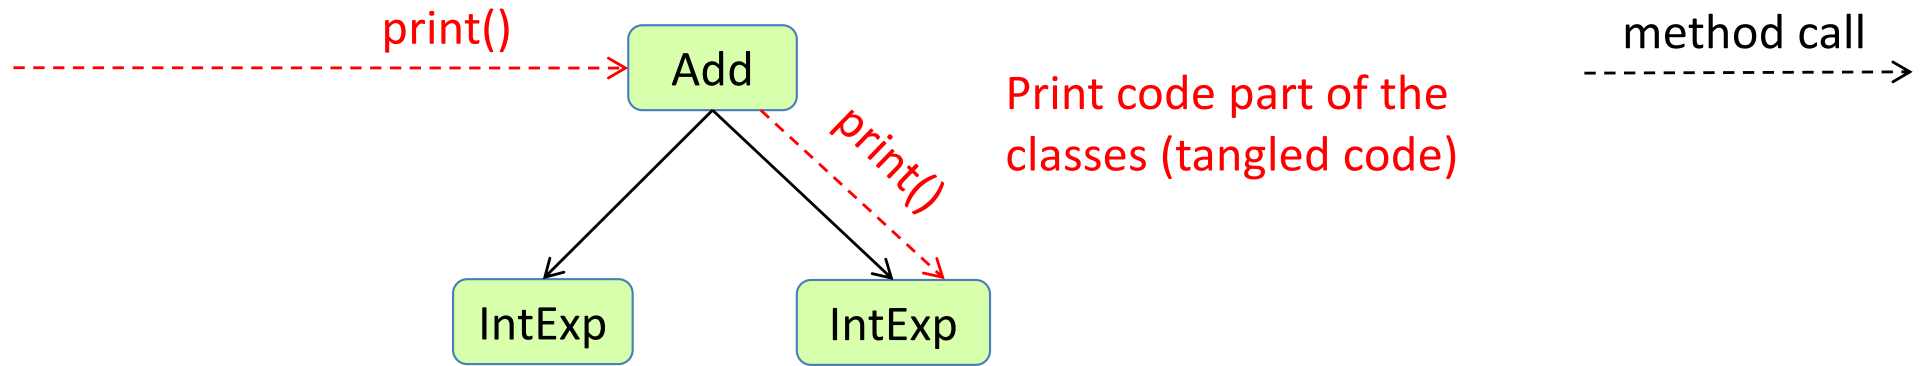 print()
Add
method call
Print code part of the
classes (tangled code)
print()
IntExp
IntExp